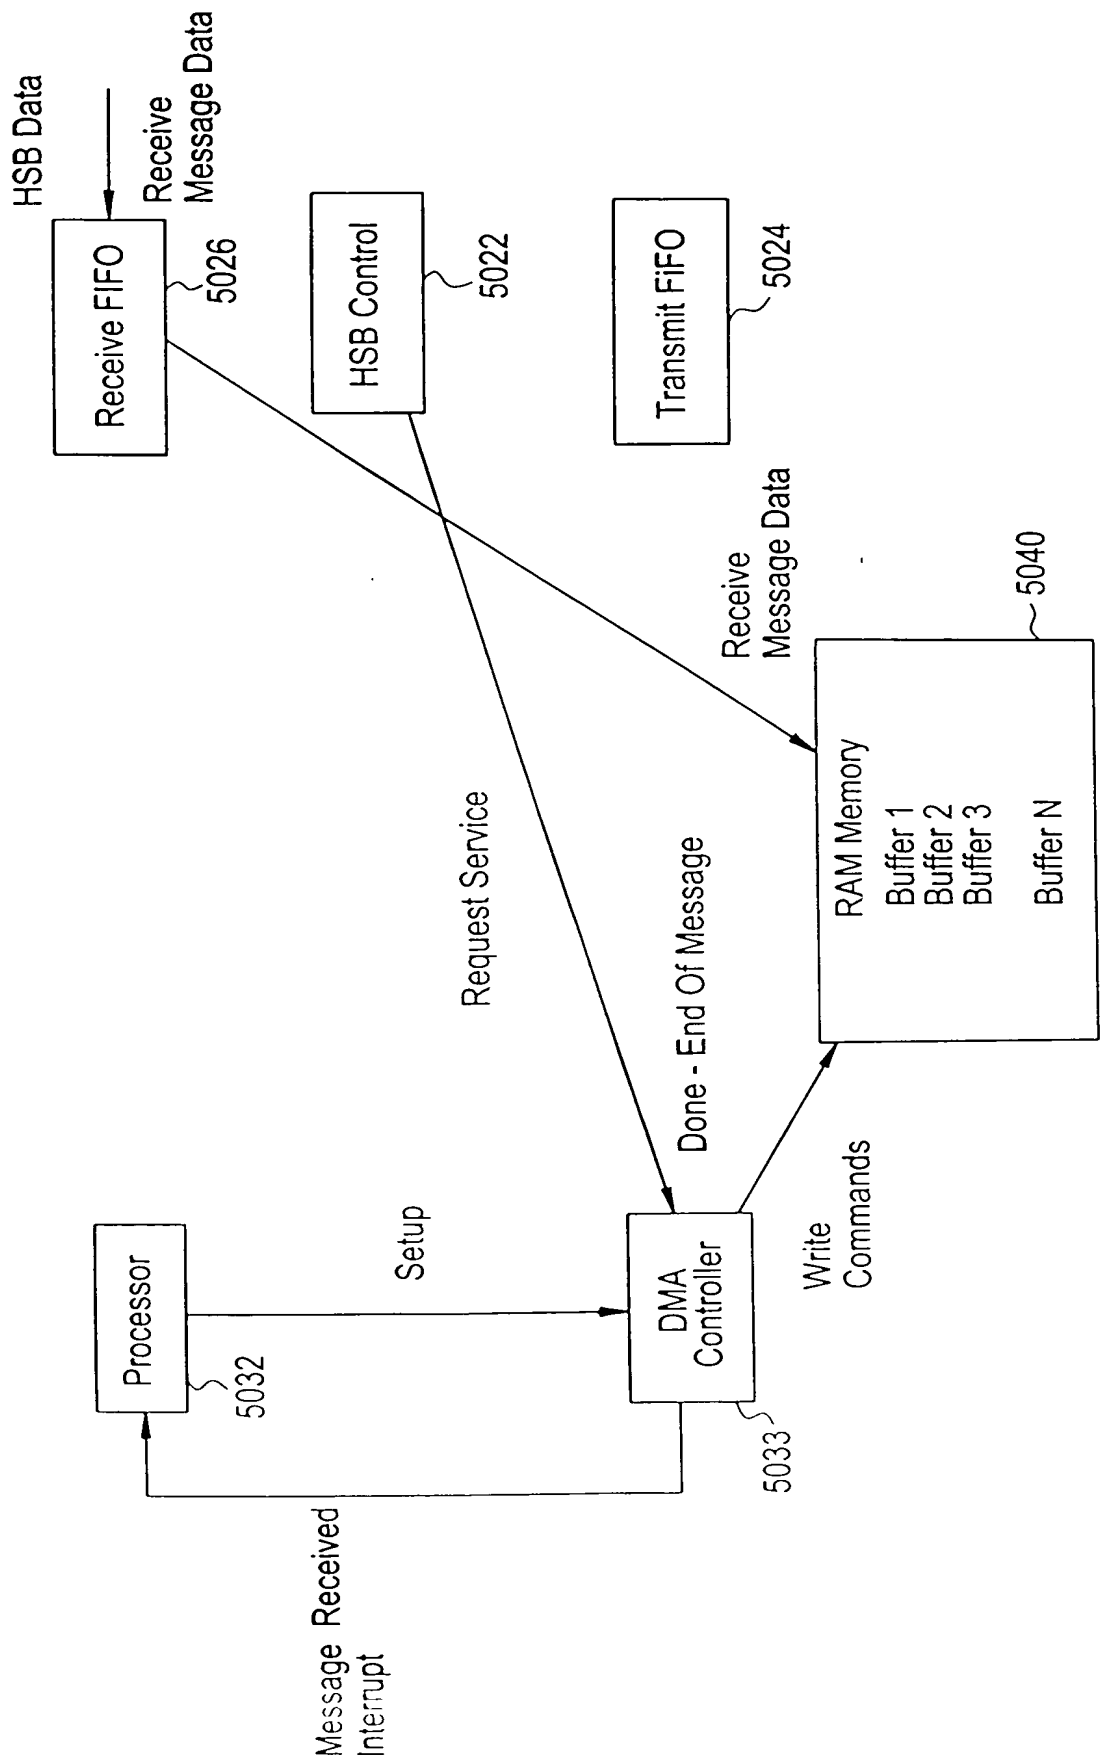 Message Received
Interrupt
Processor
5032
Setup
DMA
Controller
5033
Write
Commands
Done - End Of Message
Request Service
RAM Memory
Buffer 1
Buffer 2
Buffer 3
Buffer N
5040
Receive
Message Data
HSB Data
Receive
Message Data
Receive FIFO
5026
HSB Control
5022
Transmit FiFO
5024